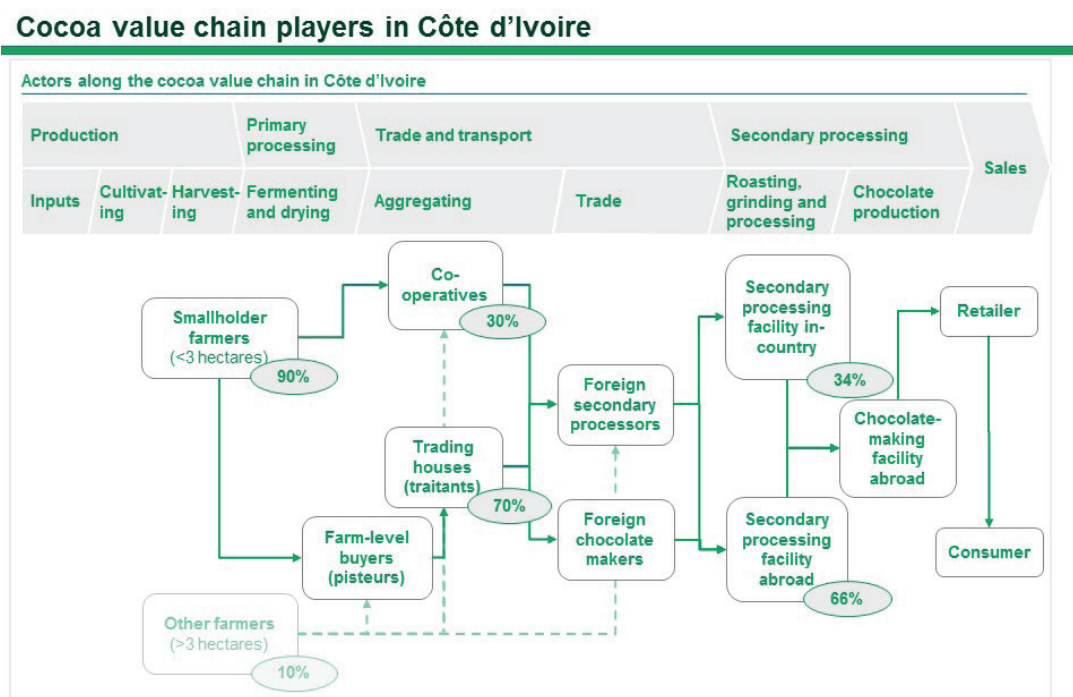 Cocoa value chain players in Côte d'Ivoire
Actors along the cocoa value chain in Côte d'Ivoire
Production
Primary
processing
Trade and transport
Secondary processing
Sales
Inputs
Cultivat-
ing
Harvest-
ing
Fermenting
and drying
Aggregating
Trade
Roasting,
grinding and
processing
Chocolate
production
Co-
operatives
30%
Smallholder
farmers
(<3 hectares)
90%
Secondary
processing
facility in-
country
34%
Retailer
Foreign
secondary
processors
Chocolate-
making
facility
abroad
Trading
houses
(traitants)
70%
Farm-level
buyers
(pisteurs)
Foreign
chocolate
makers
Secondary
processing
facility
abroad
66%
Consumer
Other farmers
(>3 hectares)
10%